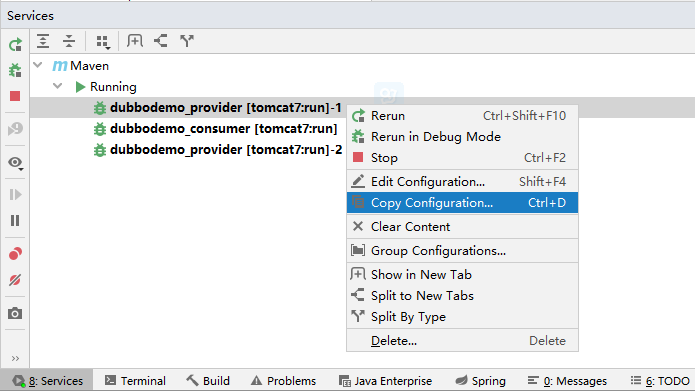 Services
Maven
Running
dubbodemo_provider [tomcat7:run]-1
dubbodemo_consumer [tomcat7:run]
dubbodemo_provider [tomcat7:run]-2
Rerun Ctrl+Shift+F10
Rerun in Debug Mode
Stop Ctrl+F2
Edit Configuration... Shift+F4
Copy Configuration... Ctrl+D
Clear Content
Group Configurations...
Show in New Tab
Split to New Tabs
Split By Type
Delete... Delete
8: Services Terminal Build Problems Java Enterprise Spring 0: Messages 6: TODO